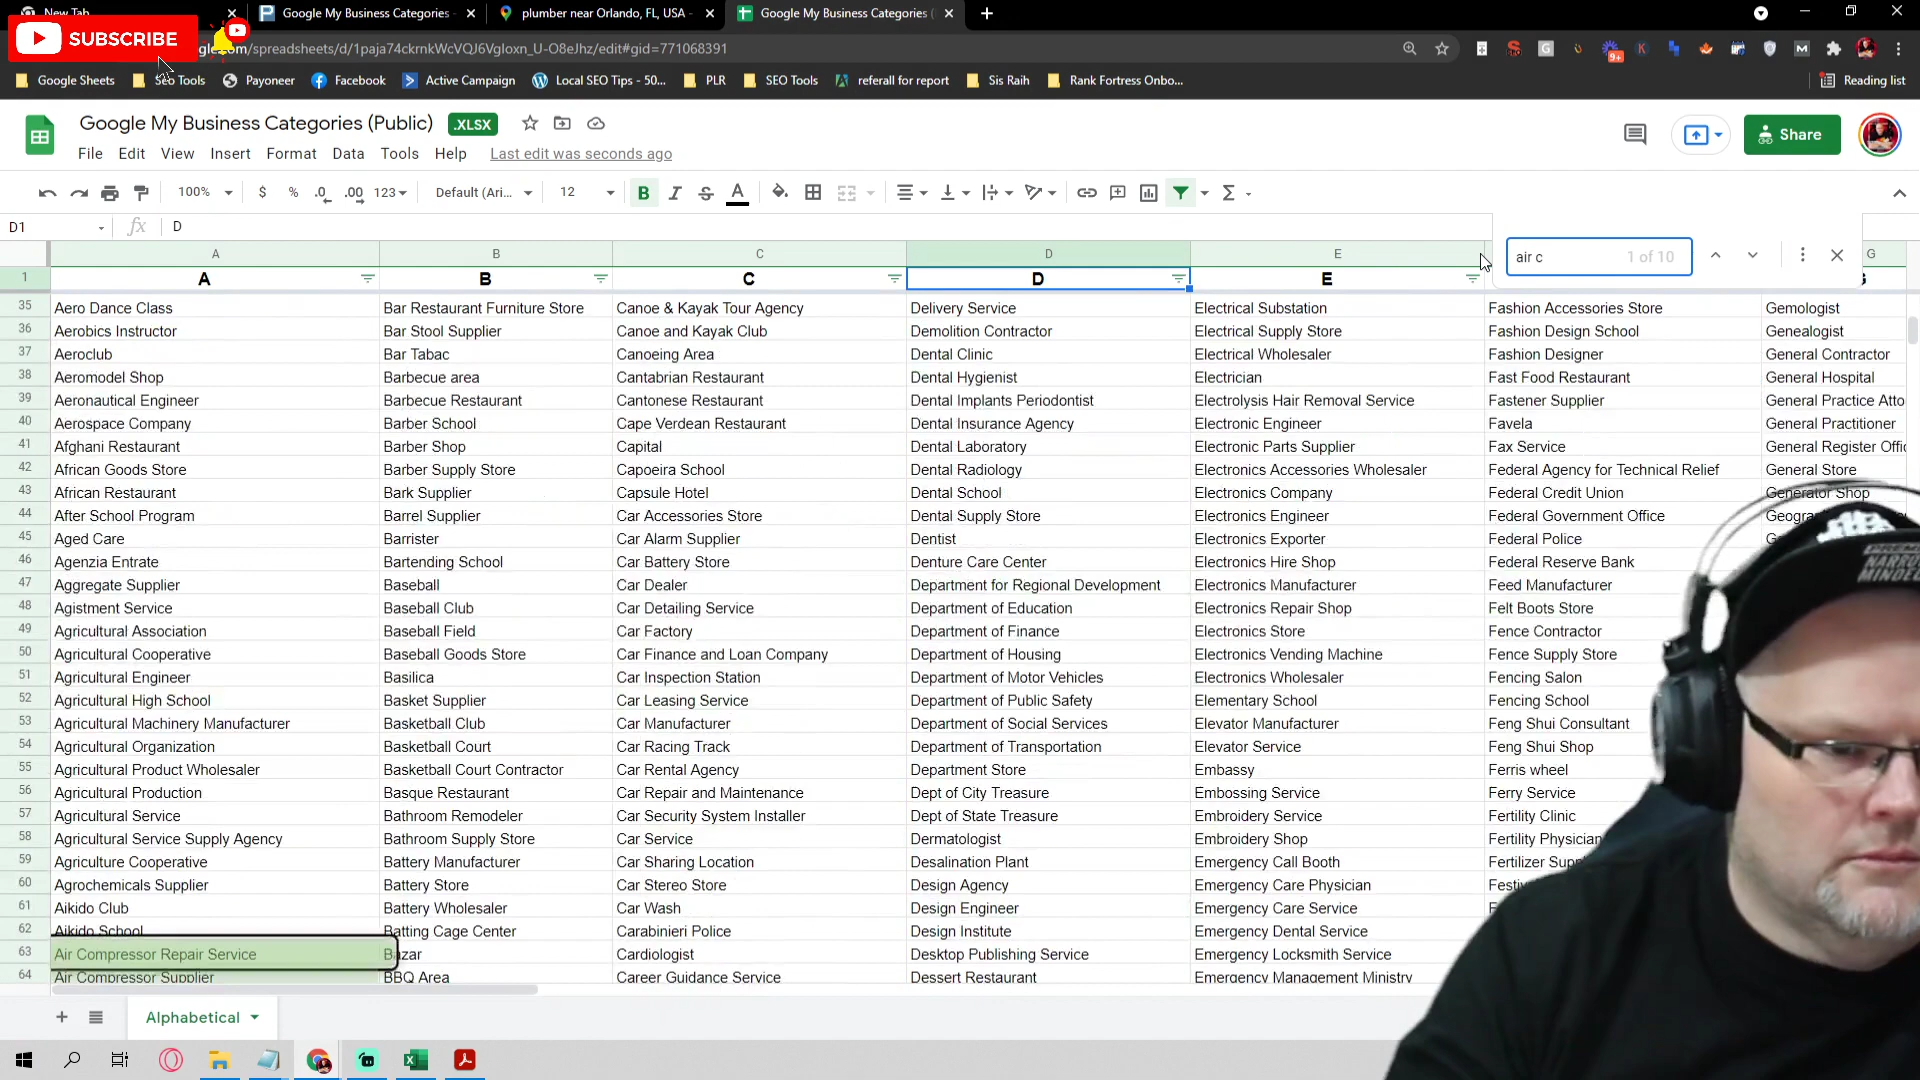 New Tab
Google My Business Categories -
plumber near Orlando, FL, USA -
Google My Business Categories (
SUBSCRIBE
gle.com/spreadsheets/d/1paja74ckrnkWcVQJ6Vgloxn_U-O8eJhz/edit#gid=771068391
9+
Google Sheets
Seo Tools
Payoneer
Facebook
Active Campaign
Local SEO Tips - 50...
PLR
SEO Tools
referall for report
Sis Raih
Rank Fortress Onbo...
Reading list
Google My Business Categories (Public)
.XLSX
Share
File Edit View Insert Format Data Tools Help
Last edit was seconds ago
100% $ % .0 .00 123 Default (Ari... 12 B I S A
D1 fx D
air c 1 of 10
A B C D E G
1 A B C D E
35 Aero Dance Class Bar Restaurant Furniture Store Canoe & Kayak Tour Agency Delivery Service Electrical Substation Fashion Accessories Store Gemologist
36 Aerobics Instructor Bar Stool Supplier Canoe and Kayak Club Demolition Contractor Electrical Supply Store Fashion Design School Genealogist
37 Aeroclub Bar Tabac Canoeing Area Dental Clinic Electrical Wholesaler Fashion Designer General Contractor
38 Aeromodel Shop Barbecue area Cantabrian Restaurant Dental Hygienist Electrician Fast Food Restaurant General Hospital
39 Aeronautical Engineer Barbecue Restaurant Cantonese Restaurant Dental Implants Periodontist Electrolysis Hair Removal Service Fastener Supplier General Practice Atto
40 Aerospace Company Barber School Cape Verdean Restaurant Dental Insurance Agency Electronic Engineer Favela General Practitioner
41 Afghani Restaurant Barber Shop Capital Dental Laboratory Electronic Parts Supplier Fax Service General Register Offi
42 African Goods Store Barber Supply Store Capoeira School Dental Radiology Electronics Accessories Wholesaler Federal Agency for Technical Relief General Store
43 African Restaurant Bark Supplier Capsule Hotel Dental School Electronics Company Federal Credit Union Generator Shop
44 After School Program Barrel Supplier Car Accessories Store Dental Supply Store Electronics Engineer Federal Government Office Geogra
45 Aged Care Barrister Car Alarm Supplier Dentist Electronics Exporter Federal Police
46 Agenzia Entrate Bartending School Car Battery Store Denture Care Center Electronics Hire Shop Federal Reserve Bank
47 Aggregate Supplier Baseball Car Dealer Department for Regional Development Electronics Manufacturer Feed Manufacturer
48 Agistment Service Baseball Club Car Detailing Service Department of Education Electronics Repair Shop Felt Boots Store
49 Agricultural Association Baseball Field Car Factory Department of Finance Electronics Store Fence Contractor
50 Agricultural Cooperative Baseball Goods Store Car Finance and Loan Company Department of Housing Electronics Vending Machine Fence Supply Store
51 Agricultural Engineer Basilica Car Inspection Station Department of Motor Vehicles Electronics Wholesaler Fencing Salon
52 Agricultural High School Basket Supplier Car Leasing Service Department of Public Safety Elementary School Fencing School
53 Agricultural Machinery Manufacturer Basketball Club Car Manufacturer Department of Social Services Elevator Manufacturer Feng Shui Consultant
54 Agricultural Organization Basketball Court Car Racing Track Department of Transportation Elevator Service Feng Shui Shop
55 Agricultural Product Wholesaler Basketball Court Contractor Car Rental Agency Department Store Embassy Ferris wheel
56 Agricultural Production Basque Restaurant Car Repair and Maintenance Dept of City Treasure Embossing Service Ferry Service
57 Agricultural Service Bathroom Remodeler Car Security System Installer Dept of State Treasure Embroidery Service Fertility Clinic
58 Agricultural Service Supply Agency Bathroom Supply Store Car Service Dermatologist Embroidery Shop Fertility Physician
59 Agriculture Cooperative Battery Manufacturer Car Sharing Location Desalination Plant Emergency Call Booth Fertilizer Supp
60 Agrochemicals Supplier Battery Store Car Stereo Store Design Agency Emergency Care Physician Festiv
61 Aikido Club Battery Wholesaler Car Wash Design Engineer Emergency Care Service F
62 Aikido School Batting Cage Center Carabinieri Police Design Institute Emergency Dental Service
63 Air Compressor Repair Service Bazar Cardiologist Desktop Publishing Service Emergency Locksmith Service
64 Air Compressor Supplier BBQ Area Career Guidance Service Dessert Restaurant Emergency Management Ministry
Alphabetical